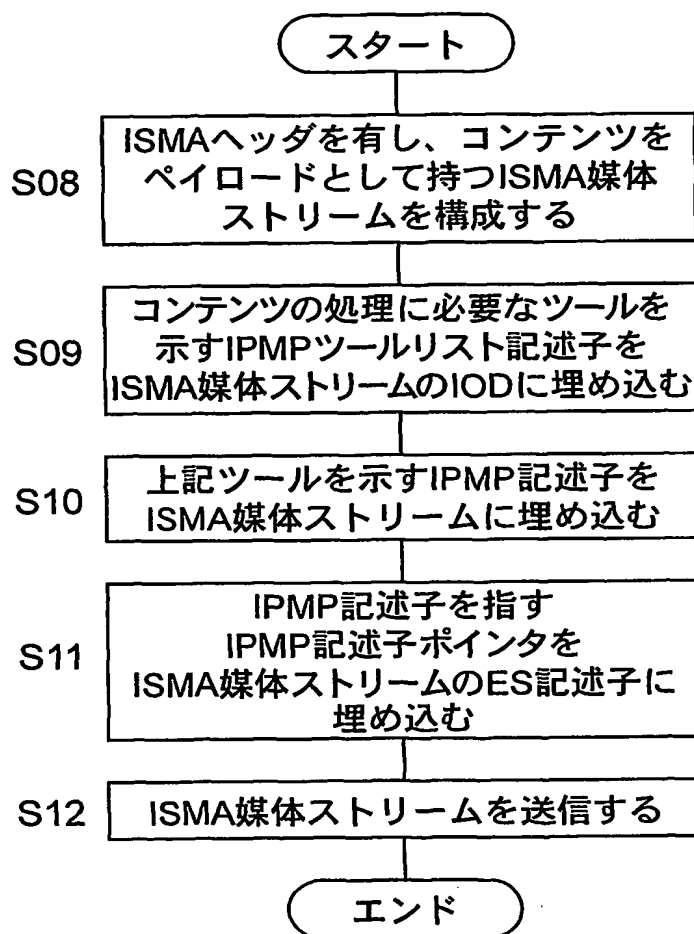 スタート
S08
ISMAヘッダを有し、コンテンツを
ペイロードとして持つISMA媒体
ストリームを構成する
S09
コンテンツの処理に必要なツールを
示すIPMPツールリスト記述子を
ISMA媒体ストリームのIODに埋め込む
S10
上記ツールを示すIPMP記述子を
ISMA媒体ストリームに埋め込む
S11
IPMP記述子を指す
IPMP記述子ポインタを
ISMA媒体ストリームのES記述子に
埋め込む
S12
ISMA媒体ストリームを送信する
エンド